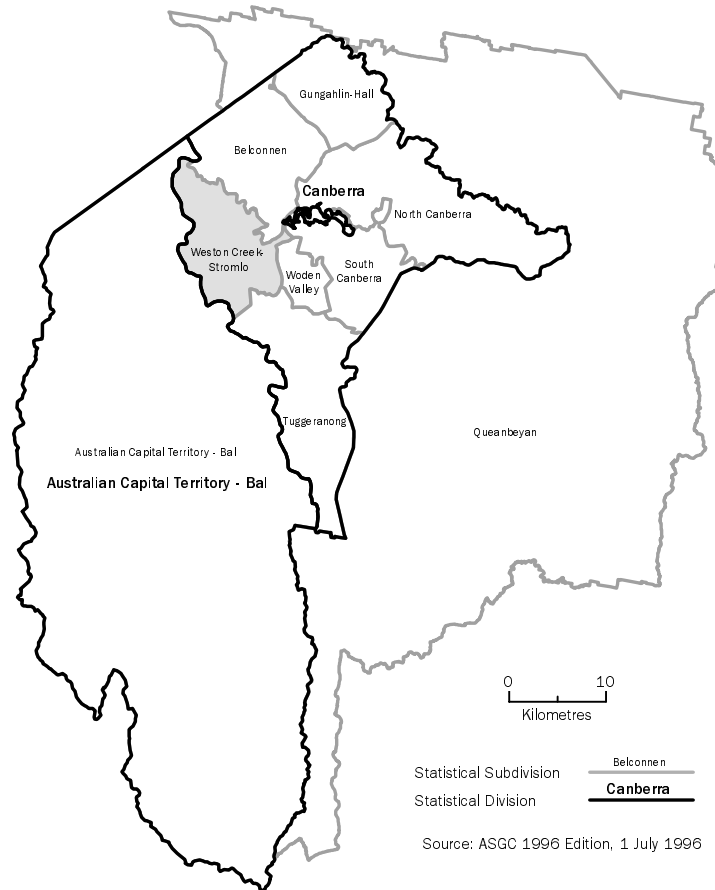 Gungahlin-Hall
Belconnen
Canberra
North Canberra
Weston Creek-
Stromlo
Woden
Valley
South
Canberra
Tuggeranong
Queanbeyan
Australian Capital Territory - Bal
Australian Capital Territory - Bal
0 10
Kilometres
Statistical Subdivision Belconnen
Statistical Division Canberra
Source: ASGC 1996 Edition, 1 July 1996